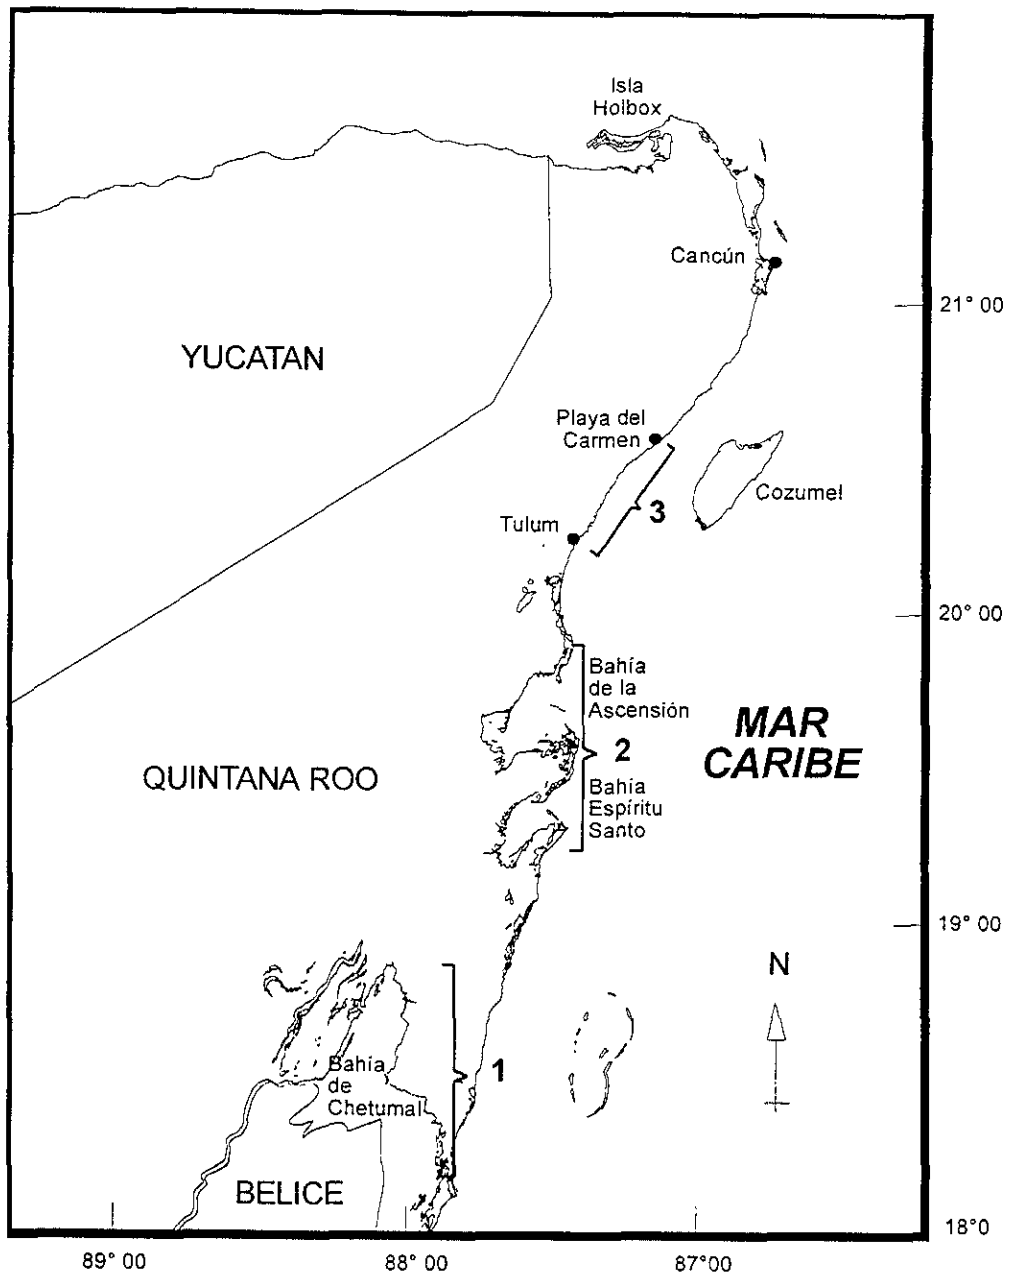 Isla
Holbox
Cancún
21° 00
YUCATAN
Playa del
Carmen
Cozumel
3
Tulum
20° 00
Bahía
de la
Ascensión
MAR
CARIBE
2
QUINTANA ROO
Bahía
Espíritu
Santo
19° 00
N
1
Bahía
de
Chetumal
BELICE
18°0
89° 00
88° 00
87°00